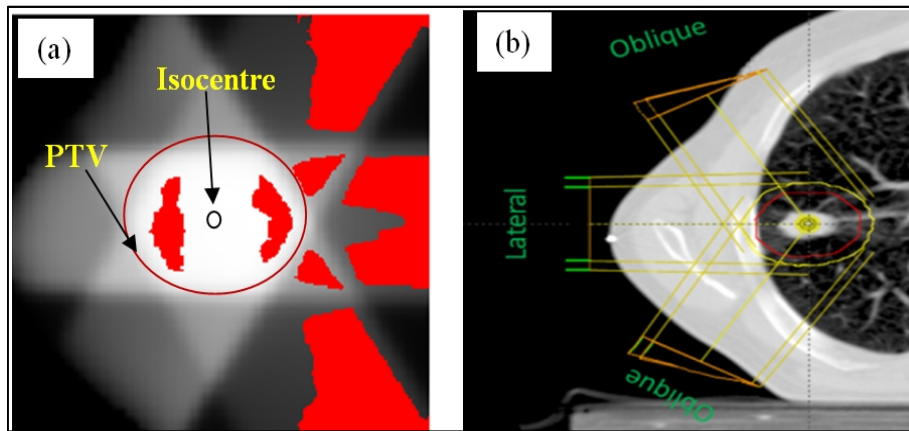 (a)
Isocentre
PTV
(b)
Oblique
Lateral
Oblique